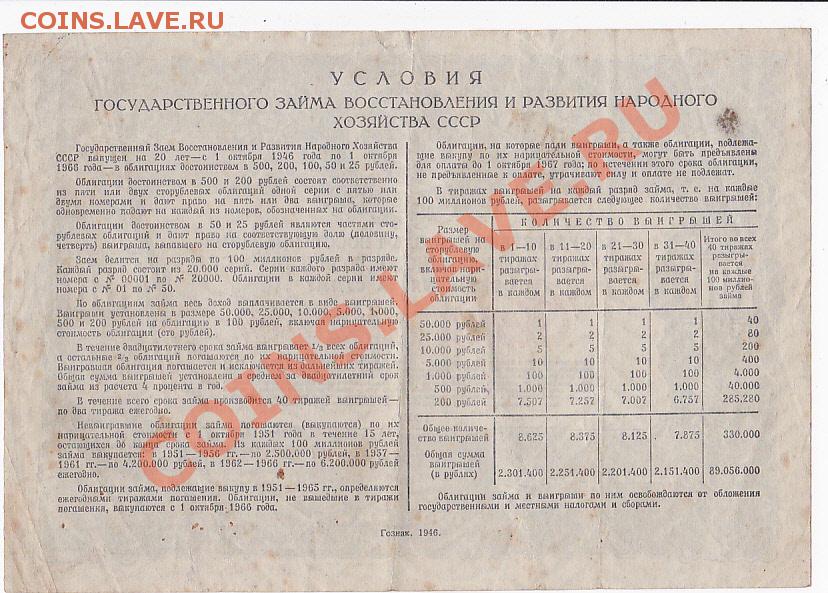 COINS.LAVE.RU
УСЛОВИЯ
ГОСУДАРСТВЕННОГО ЗАЙМА ВОССТАНОВЛЕНИЯ И РАЗВИТИЯ НАРОДНОГО
ХОЗЯЙСТВА СССР
Государственный Заем Восстановления и Развития Народного Хозяйства
СССР выпущен на 20 лет—с 1 октября 1946 года по 1 октября
1966 года—в облигациях достоинством в 500, 200, 100, 50 и 25 рублей.
Облигации достоинством в 500 и 200 рублей состоят соответственно
из пяти или двух сторублевых облигаций одной серии с пятью или
двумя номерами и дают право на пять или два выигрыша, которые
одновременно падают на каждый из номеров, обозначенных на облигации.
Облигации достоинством в 50 и 25 рублей являются частями сто-
рублевых облигаций и дают право на соответствующую долю (половину,
четверть) выигрыша, выпавшего на сторублевую облигацию.
Заем делится на разряды по 100 миллионов рублей в разряде.
Каждый разряд состоит из 20.000 серий. Серии каждого разряда имеют
номера с № 00001 по № 20000. Облигации в каждой серии имеют
номера с № 01 по № 50.
По облигациям займа весь доход выплачивается в виде выигрышей.
Выигрыши установлены в размере 50.000, 25.000, 10.000, 5.000, 1.000,
500 и 200 рублей на облигацию в 100 рублей, включая нарицательную
стоимость облигации (сто рублей).
В течение двадцатилетнего срока займа выигрывает 1/3 всех облигаций,
а остальные 2/3 облигаций погашаются по их нарицательной стоимости.
Выигравшая облигация погашается и исключается из дальнейших тиражей.
Общая сумма выигрышей установлена в среднем за двадцатилетний срок
займа из расчета 4 процента в год.
В течение всего срока займа производится 40 тиражей выигрышей—
по два тиража ежегодно.
Невыигравшие облигации займа погашаются (выкупаются) по их
нарицательной стоимости с 1 октября 1951 года в течение 15 лет,
остающихся до конца срока займа. На каждых 100 миллионов рублей
займа выкупается: в 1951—1956 гг.—по 2.500.000 рублей, в 1957—
1961 гг.—по 4.200.000 рублей, в 1962—1966 гг.—по 6.200.000 рублей
ежегодно.
Облигации займа, подлежащие выкупу в 1951—1965 гг., определяются
ежегодными тиражами погашения. Облигации, не вышедшие в тиражи
погашения, выкупаются с 1 октября 1966 года.
Облигации, на которые пали выигрыши, а также облигации, подлежа-
щие выкупу по их нарицательной стоимости, могут быть предъявлены
для оплаты до 1 октября 1967 года; по истечении этого срока облигации,
не предъявленные к оплате, утрачивают силу и оплате не подлежат.
В тиражах выигрышей на каждый разряд займа, т. е. на каждые
100 миллионов рублей, разыгрывается следующее количество выигрышей:
Размер выигрышей на сторублевую облигацию, включая нари-цательную стоимость облигации
КОЛИЧЕСТВО ВЫИГРЫШЕЙ
в 1—10 тиражах разыгры-вается в каждом
в 11—20 тиражах разыгры-вается в каждом
в 21—30 тиражах разыгры-вается в каждом
в 31—40 тиражах разыгры-вается в каждом
Итого во всех 40 тиражах разыгры-вается на каждые 100 миллио-нов рублей займа
50.000 рублей 1 1 1 1 40
25.000 рублей 2 2 2 2 80
10.000 рублей 5 5 5 5 200
5.000 рублей 10 10 10 10 400
1.000 рублей 100 100 100 100 4.000
500 рублей 1.000 1.000 1.000 1.000 40.000
200 рублей 7.507 7.257 7.007 6.757 285.280
Общее количе-
ство выигрышей 8.625 8.375 8.125 7.875 330.000
Общая сумма
выигрышей
(в рублях) 2.301.400 2.251.400 2.201.400 2.151.400 89.056.000
Облигации займа и выигрыши по ним освобождаются от обложения
государственными и местными налогами и сборами.
Гознак. 1946.
COINS.LAVE.RU